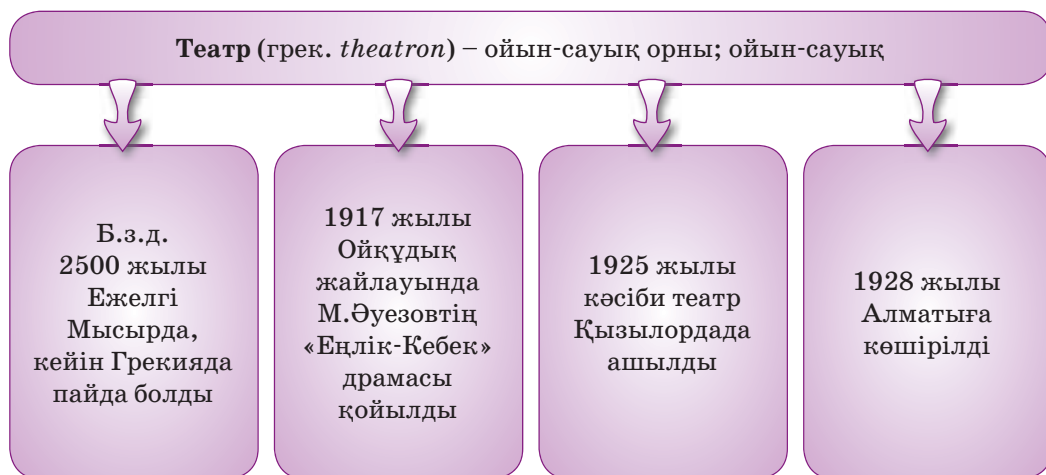 Театр (грек. theatron) – ойын-сауық орны; ойын-сауық
Б.з.д.
2500 жылы
Ежелгі
Мысырда,
кейін Грекияда
пайда болды
1917 жылы
Ойқұдық
жайлауында
М.Әуезовтің
«Еңлік-Кебек»
драмасы
қойылды
1925 жылы
кәсіби театр
Қызылордада
ашылды
1928 жылы
Алматыға
көшірілді